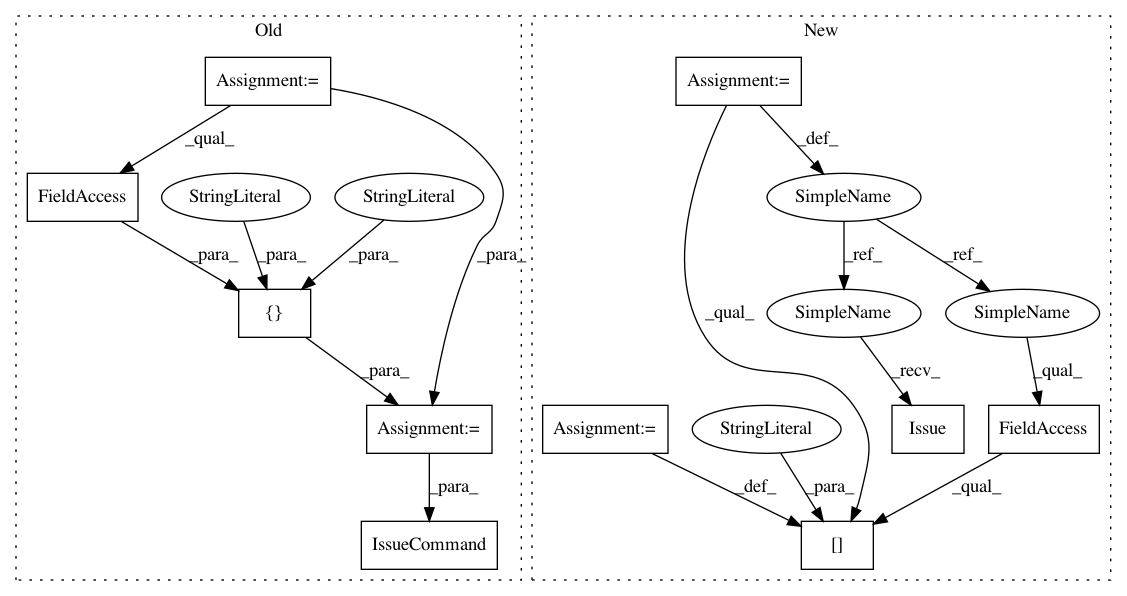 Old
New
Assignment:=
Assignment:=
_qual_
_def_
FieldAccess
StringLiteral
StringLiteral
SimpleName
_para_
_para_
_para_
_para_
_ref_
_ref_
{}
_qual_
SimpleName
SimpleName
_para_
_recv_
_qual_
Assignment:=
Assignment:=
StringLiteral
Issue
FieldAccess
_para_
_def_
_para_
_qual_
IssueCommand
[]